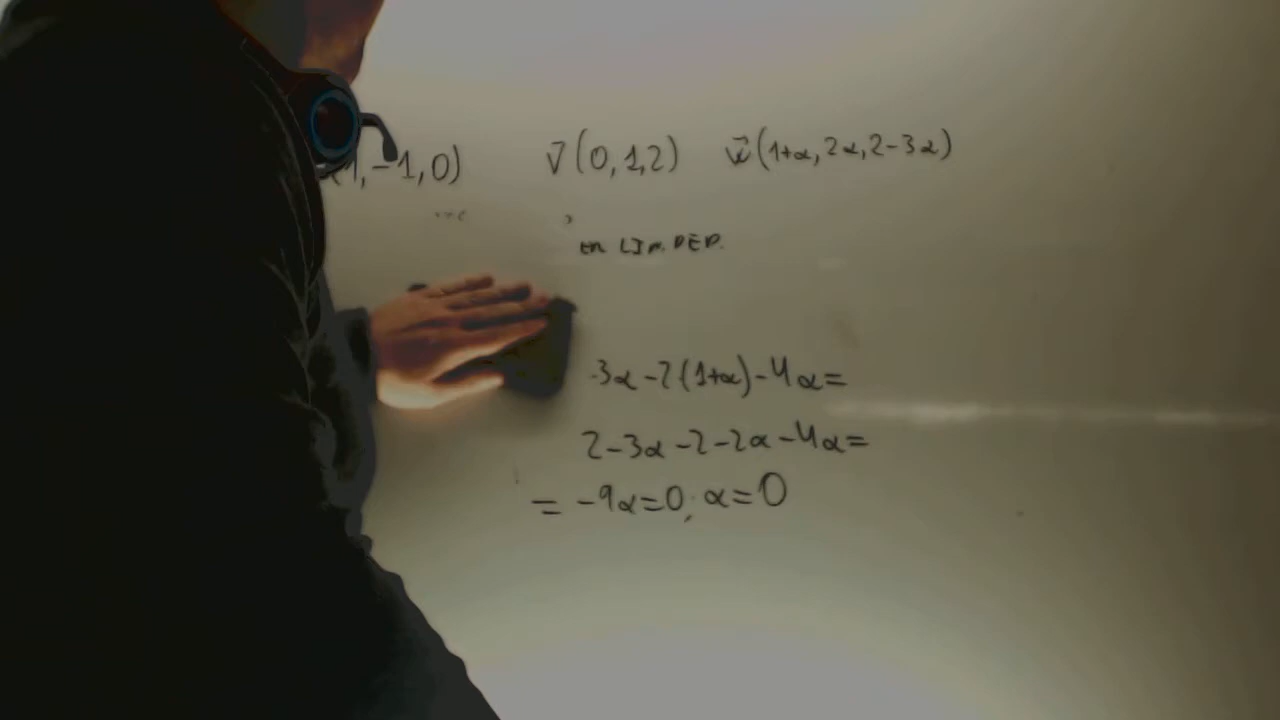 (1,-1,0) v⃗(0,1,2) w⃗(1+α,2α,2-3α)
LIN. DEP.
3α-2(1+α)-4α=
2-3α-2-2α-4α=
= -9α=0; α=0